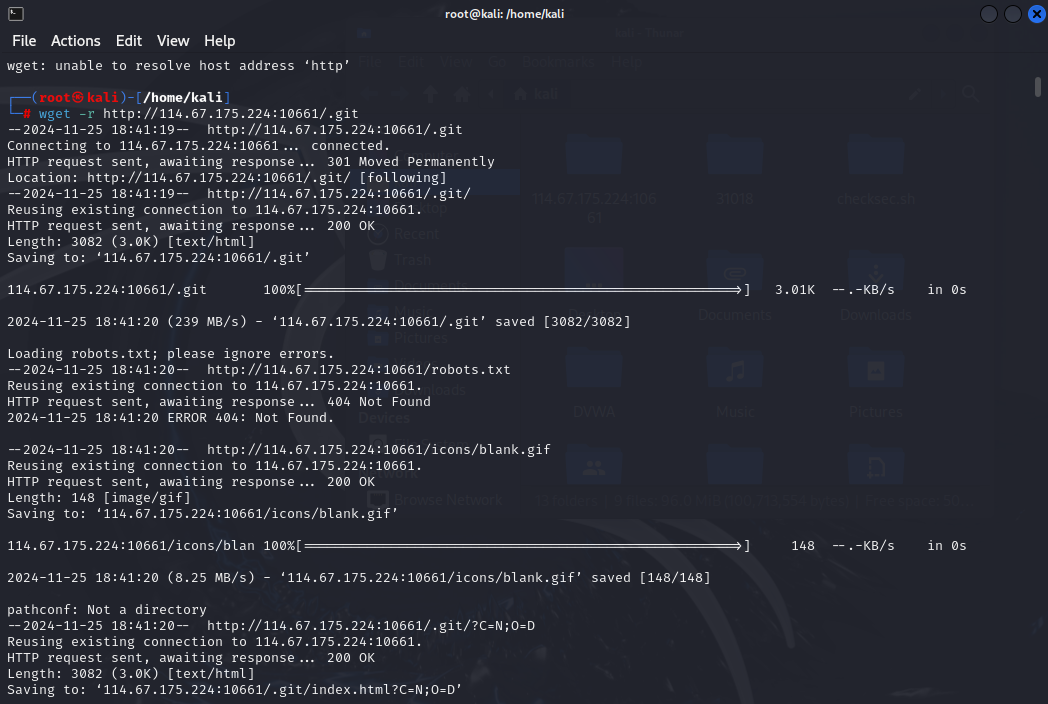 root@kali: /home/kali
File Actions Edit View Help
wget: unable to resolve host address ‘http’
┌──(root㉿kali)-[/home/kali]
└─# wget -r http://114.67.175.224:10661/.git
--2024-11-25 18:41:19-- http://114.67.175.224:10661/.git
Connecting to 114.67.175.224:10661... connected.
HTTP request sent, awaiting response... 301 Moved Permanently
Location: http://114.67.175.224:10661/.git/ [following]
--2024-11-25 18:41:19-- http://114.67.175.224:10661/.git/
Reusing existing connection to 114.67.175.224:10661.
HTTP request sent, awaiting response... 200 OK
Length: 3082 (3.0K) [text/html]
Saving to: ‘114.67.175.224:10661/.git’
114.67.175.224:10661/.git 100%[===================================================>] 3.01K --.-KB/s in 0s
2024-11-25 18:41:20 (239 MB/s) - ‘114.67.175.224:10661/.git’ saved [3082/3082]
Loading robots.txt; please ignore errors.
--2024-11-25 18:41:20-- http://114.67.175.224:10661/robots.txt
Reusing existing connection to 114.67.175.224:10661.
HTTP request sent, awaiting response... 404 Not Found
2024-11-25 18:41:20 ERROR 404: Not Found.
--2024-11-25 18:41:20-- http://114.67.175.224:10661/icons/blank.gif
Reusing existing connection to 114.67.175.224:10661.
HTTP request sent, awaiting response... 200 OK
Length: 148 [image/gif]
Saving to: ‘114.67.175.224:10661/icons/blank.gif’
114.67.175.224:10661/icons/blan 100%[===================================================>] 148 --.-KB/s in 0s
2024-11-25 18:41:20 (8.25 MB/s) - ‘114.67.175.224:10661/icons/blank.gif’ saved [148/148]
pathconf: Not a directory
--2024-11-25 18:41:20-- http://114.67.175.224:10661/.git/?C=N;O=D
Reusing existing connection to 114.67.175.224:10661.
HTTP request sent, awaiting response... 200 OK
Length: 3082 (3.0K) [text/html]
Saving to: ‘114.67.175.224:10661/.git/index.html?C=N;O=D’